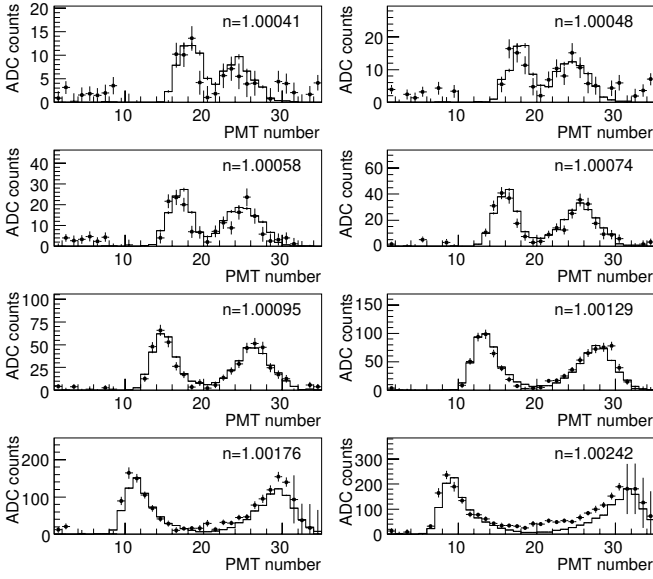 ADC counts
20
15
10
5
0
n=1.00041
10
20
30
PMT number
ADC counts
20
10
0
n=1.00048
10
20
30
PMT number
ADC counts
40
30
20
10
0
n=1.00058
10
20
30
PMT number
ADC counts
60
40
20
0
n=1.00074
10
20
30
PMT number
ADC counts
100
75
50
25
0
n=1.00095
10
20
30
PMT number
ADC counts
150
100
50
0
n=1.00129
10
20
30
PMT number
ADC counts
200
100
0
n=1.00176
10
20
30
PMT number
ADC counts
300
200
100
0
n=1.00242
10
20
30
PMT number